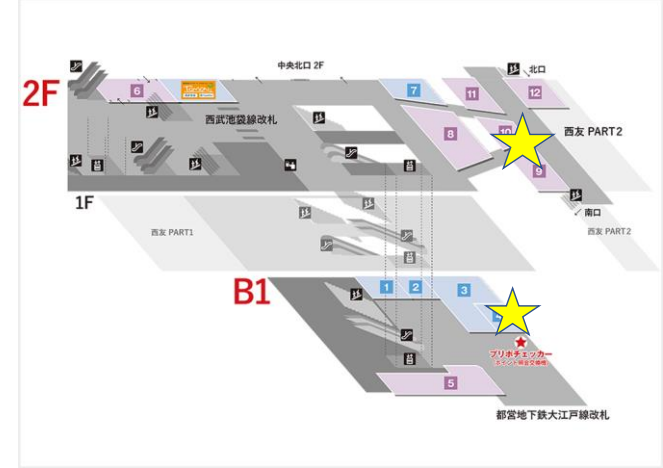 中央北口 2F
北口
2F
6
7
11
12
西武池袋線改札
8
10
西友 PART2
9
1F
南口
西友 PART1
西友 PART2
B1
1
2
3
プリポチェッカー
都営地下鉄大江戸線改札
5